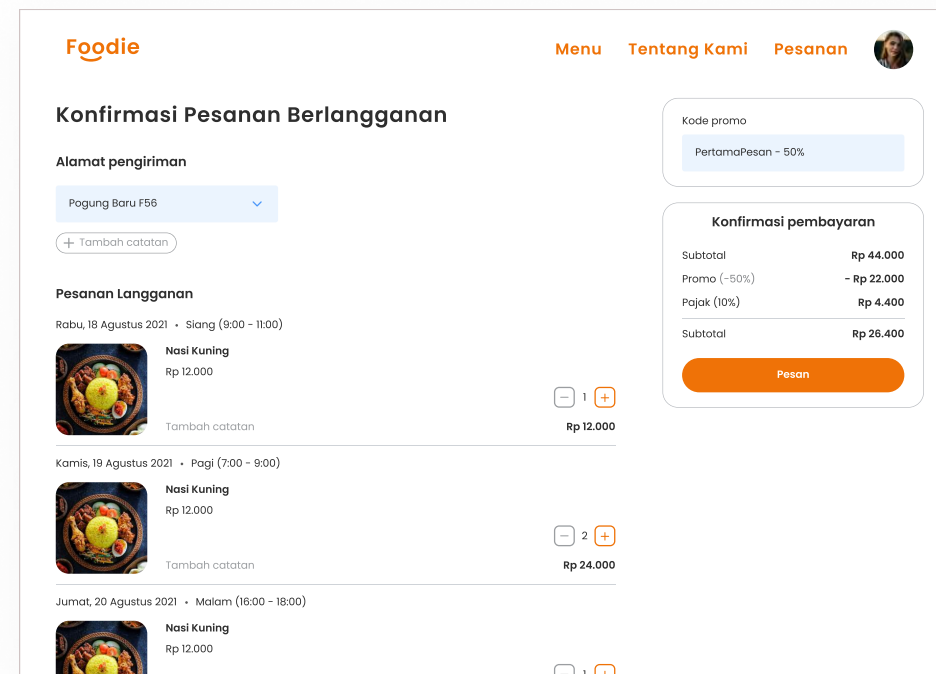 Foodie
Menu Tentang Kami Pesanan
Konfirmasi Pesanan Berlangganan
Alamat pengiriman
Pogung Baru F56
+ Tambah catatan
Pesanan Langganan
Rabu, 18 Agustus 2021 • Siang (9:00 - 11:00)
Nasi Kuning
Rp 12.000
− 1 +
Tambah catatan
Rp 12.000
Kamis, 19 Agustus 2021 • Pagi (7:00 - 9:00)
Nasi Kuning
Rp 12.000
− 2 +
Tambah catatan
Rp 24.000
Jumat, 20 Agustus 2021 • Malam (16:00 - 18:00)
Nasi Kuning
Rp 12.000
Kode promo
PertamaPesan - 50%
Konfirmasi pembayaran
Subtotal Rp 44.000
Promo (-50%) - Rp 22.000
Pajak (10%) Rp 4.400
Subtotal Rp 26.400
Pesan